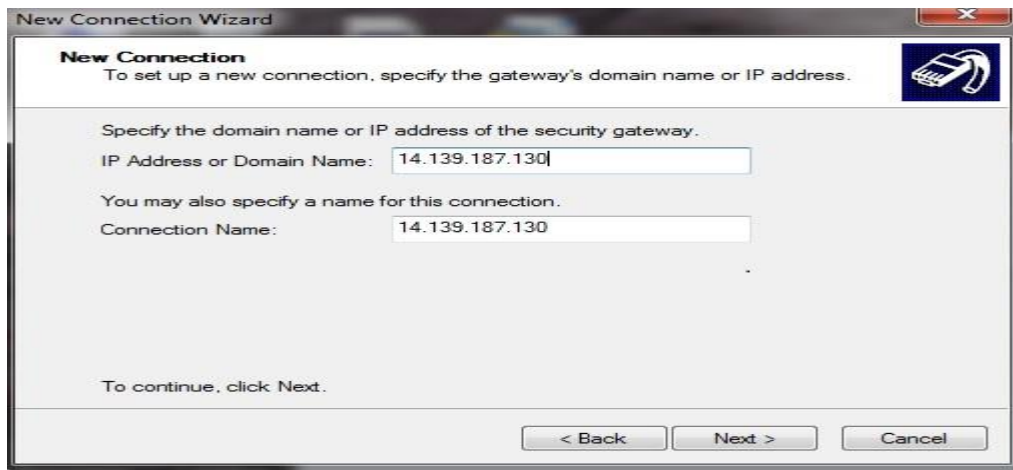 New Connection Wizard
New Connection
To set up a new connection, specify the gateway's domain name or IP address.
Specify the domain name or IP address of the security gateway.
IP Address or Domain Name: 14.139.187.130
You may also specify a name for this connection.
Connection Name: 14.139.187.130
To continue, click Next.
< Back Next > Cancel